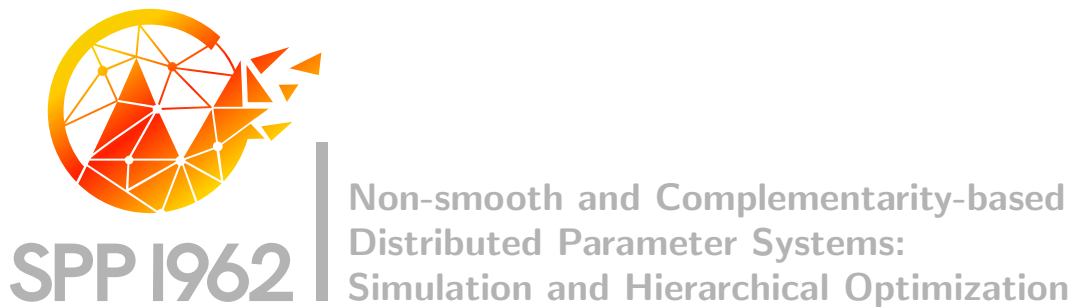 SPP 1962
Non-smooth and Complementarity-based
Distributed Parameter Systems:
Simulation and Hierarchical Optimization